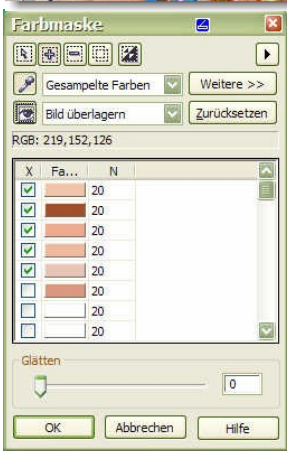 Farbmaske
Gesampelte Farben
Weitere >>
Bild überlagern
Zurücksetzen
RGB: 219,152,126
X Fa... N
20
20
20
20
20
20
20
20
Glätten
0
OK Abbrechen Hilfe